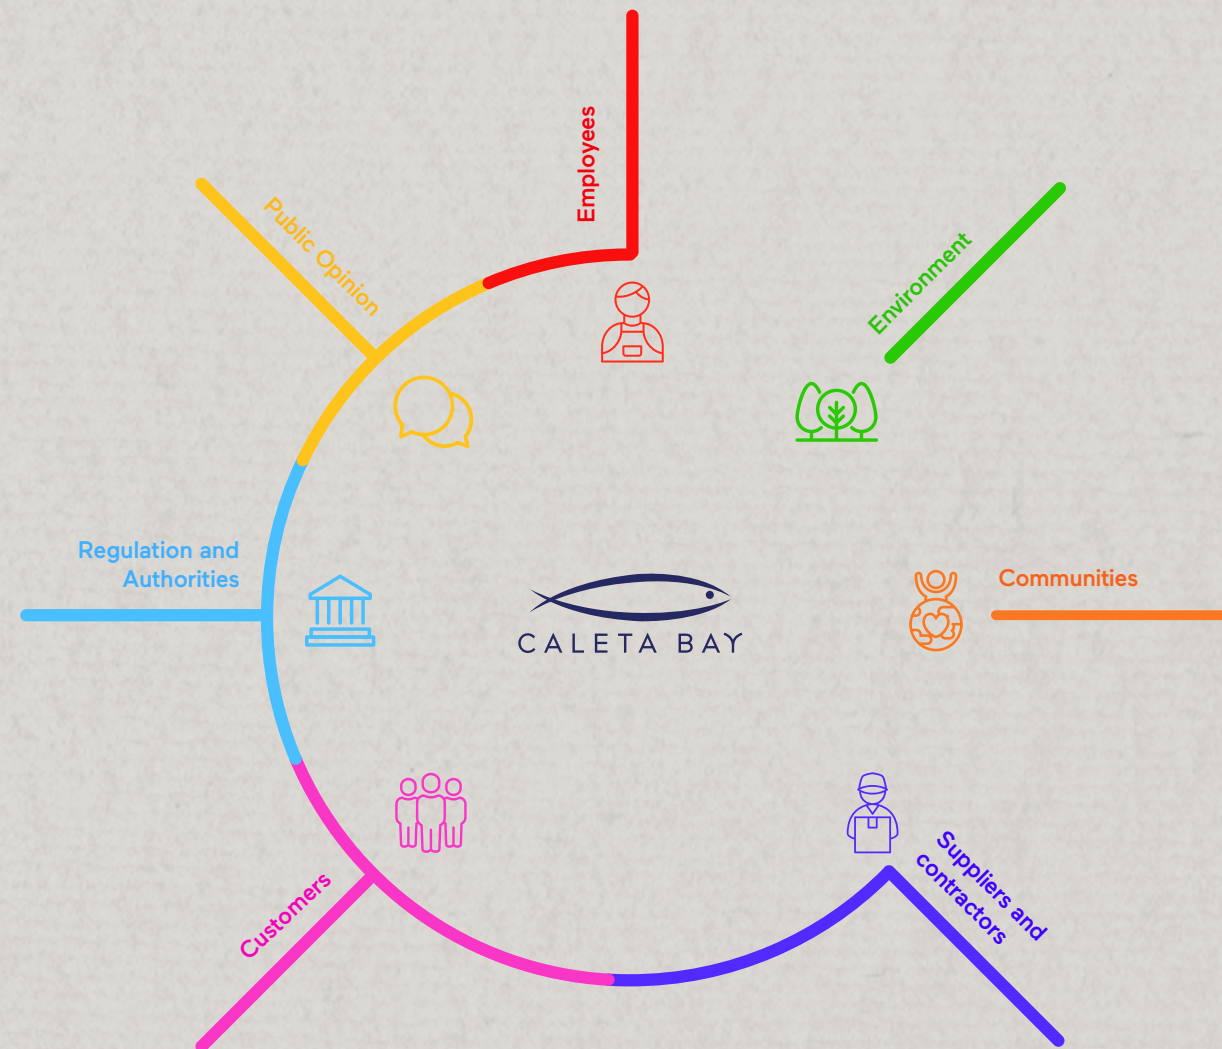 Employees
Public Opinion
Environment
Regulation and
Authorities
CALETA BAY
Communities
Customers
Suppliers and
contractors